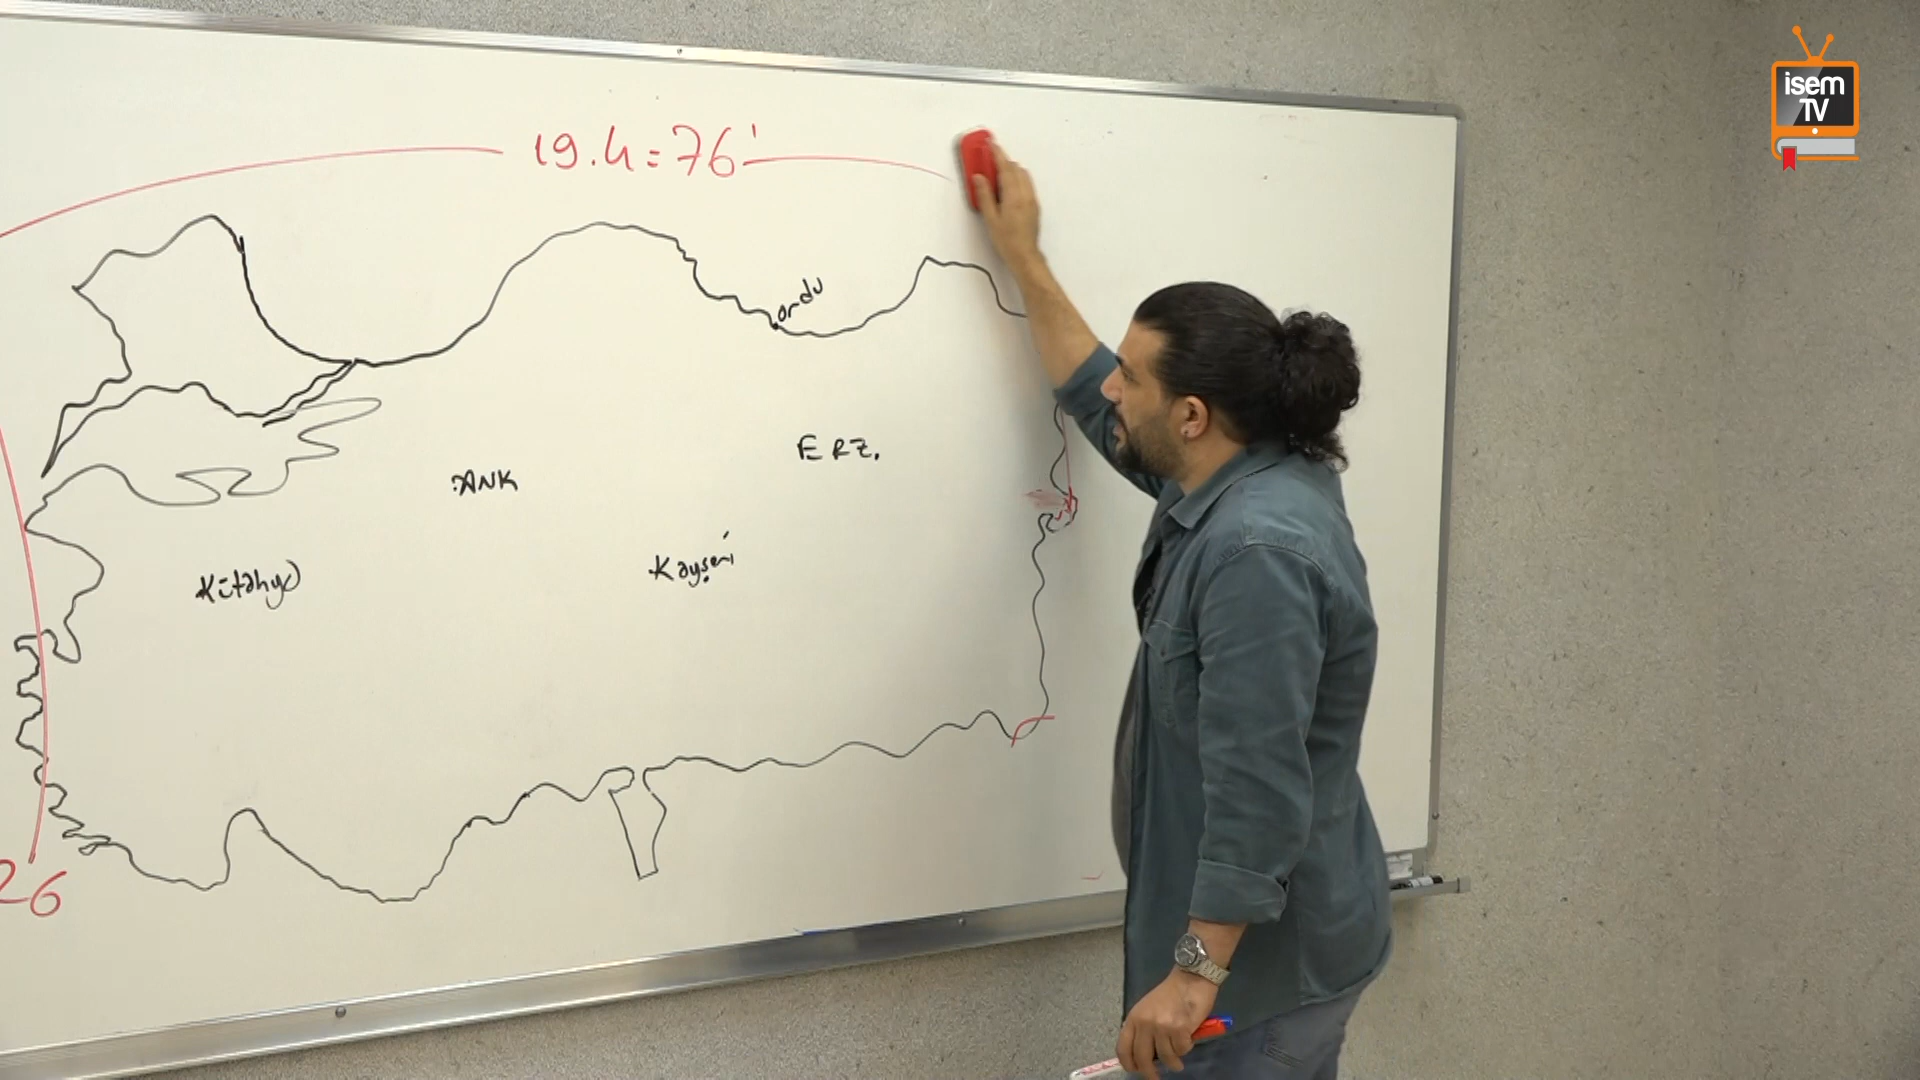 isem
TV
19.4=76'
ordu
ERZ.
ANK
Kayseri
Kütahya
26